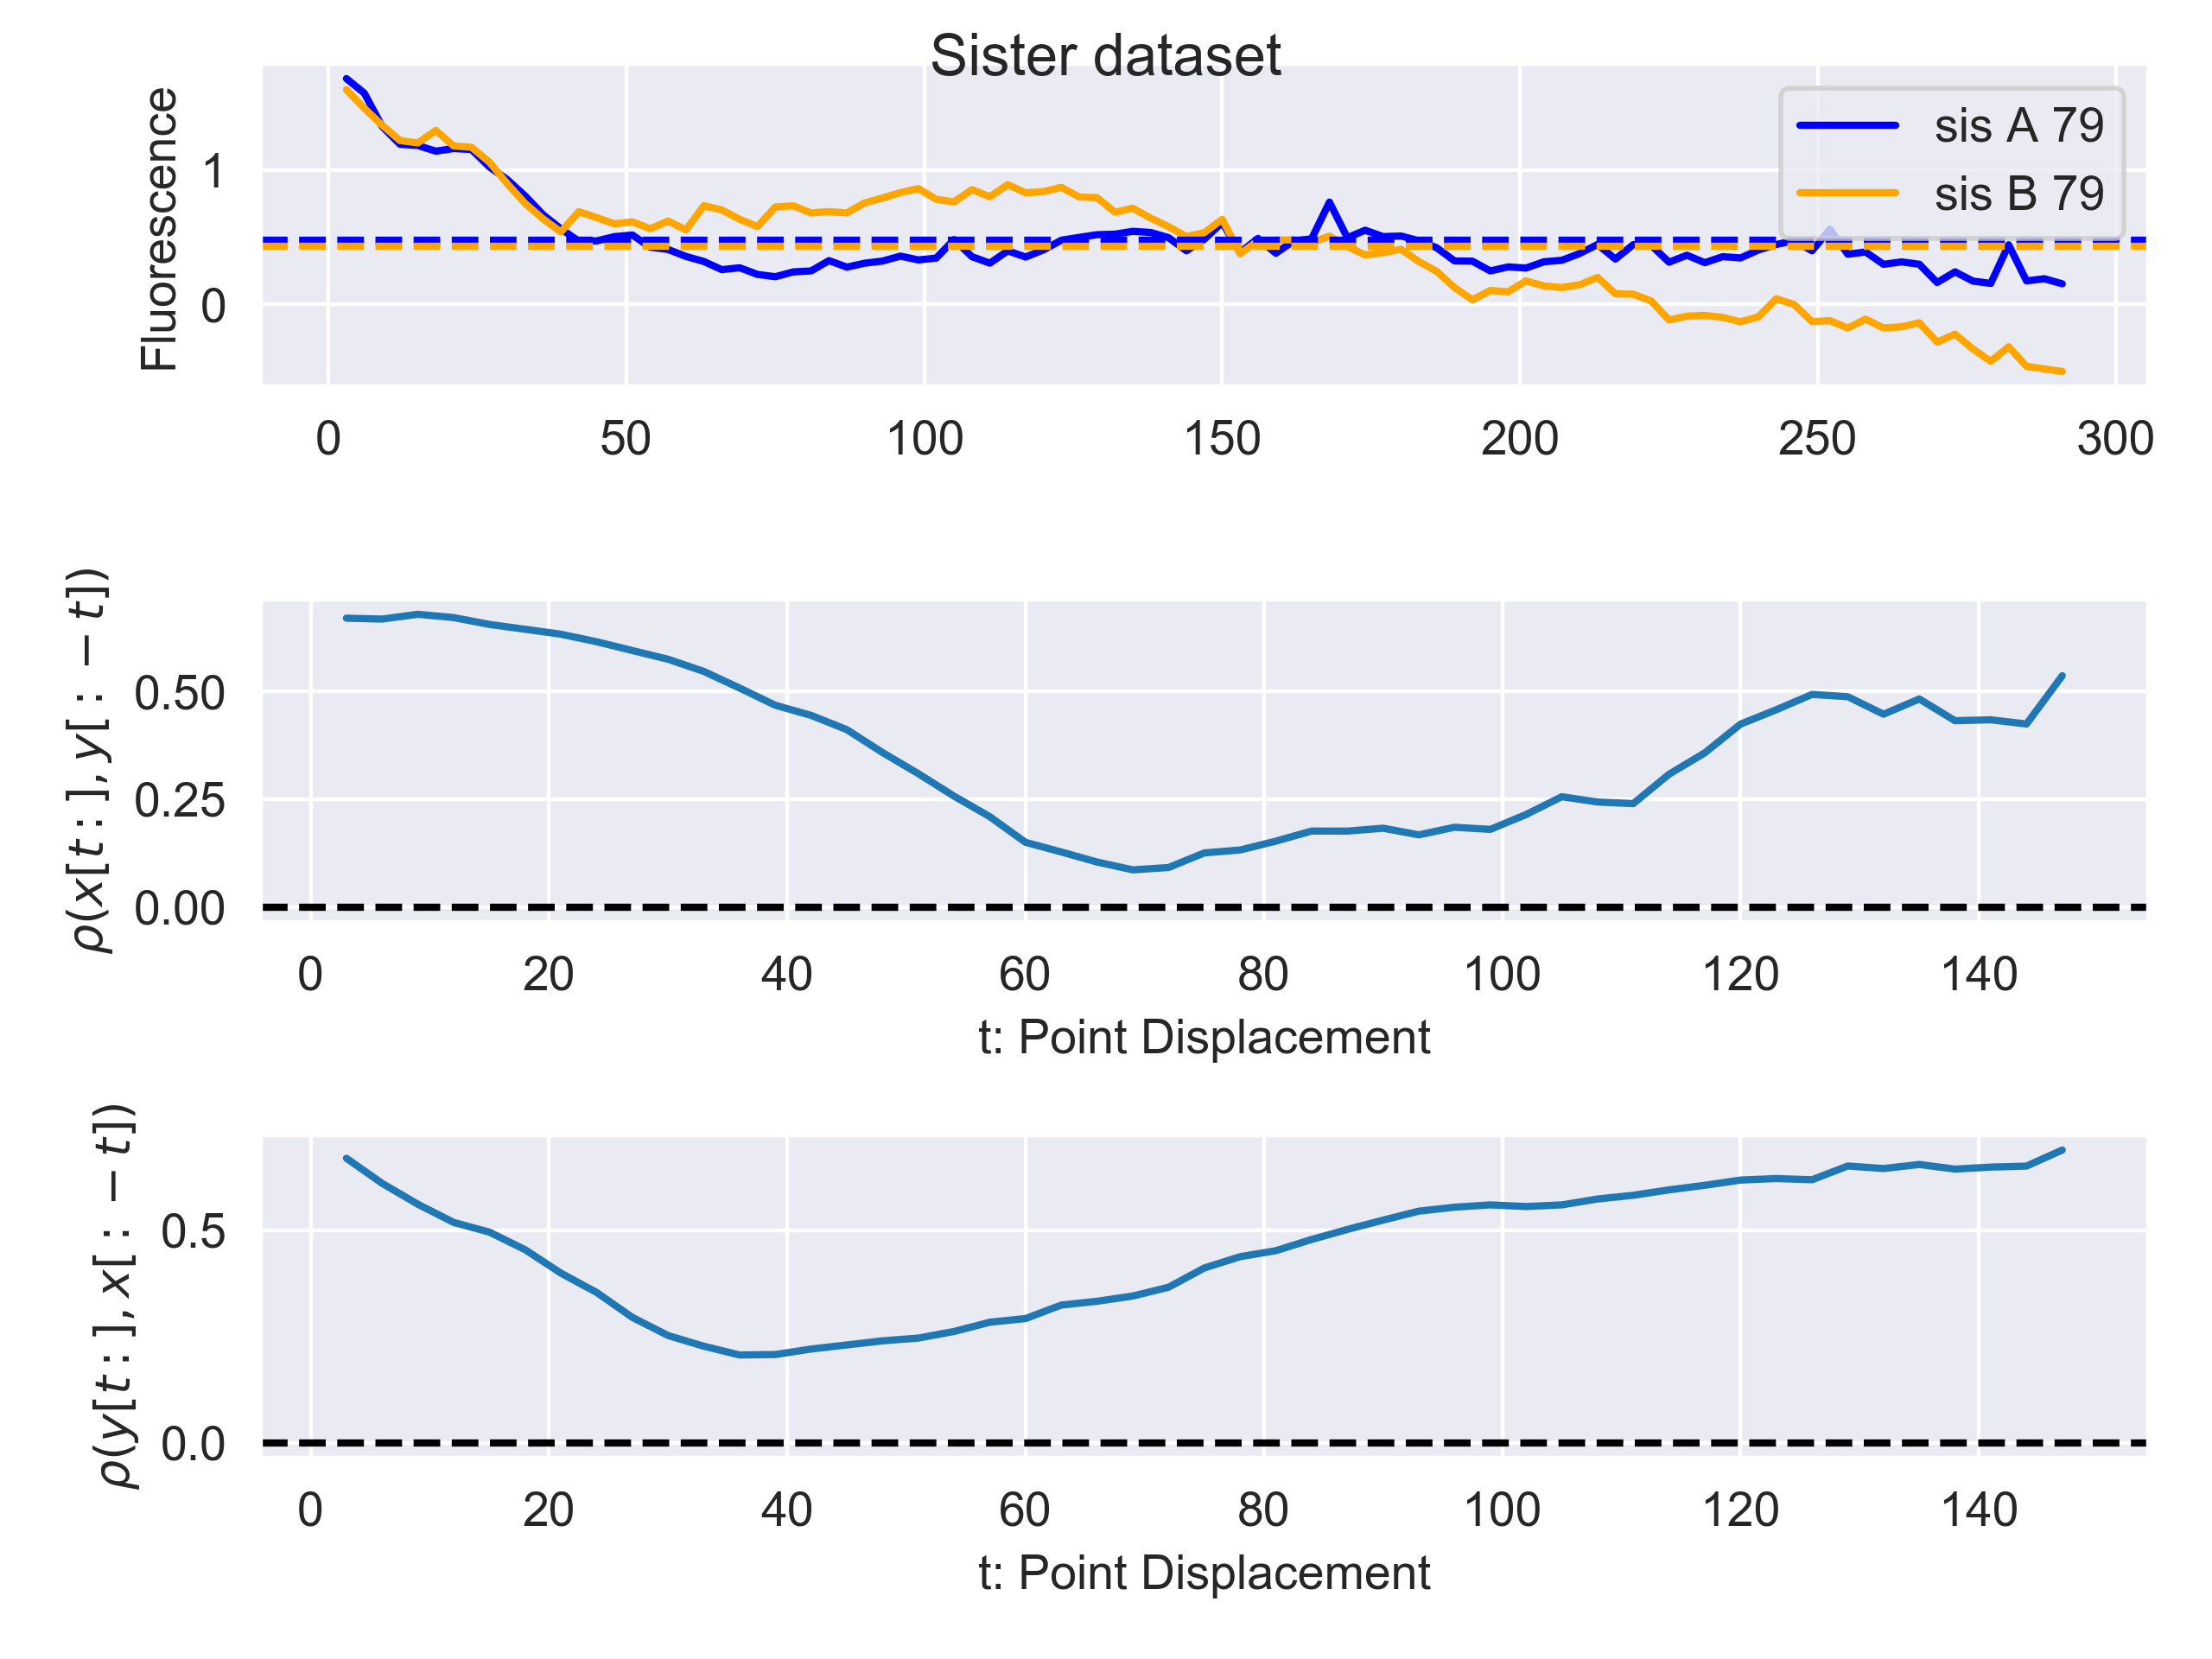 Sister dataset
Fluorescence
1
0
sis A 79
sis B 79
0 50 100 150 200 250 300
ρ(x[t:], y[:−t])
0.50
0.25
0.00
0 20 40 60 80 100 120 140
t: Point Displacement
ρ(y[t:], x[:−t])
0.5
0.0
0 20 40 60 80 100 120 140
t: Point Displacement